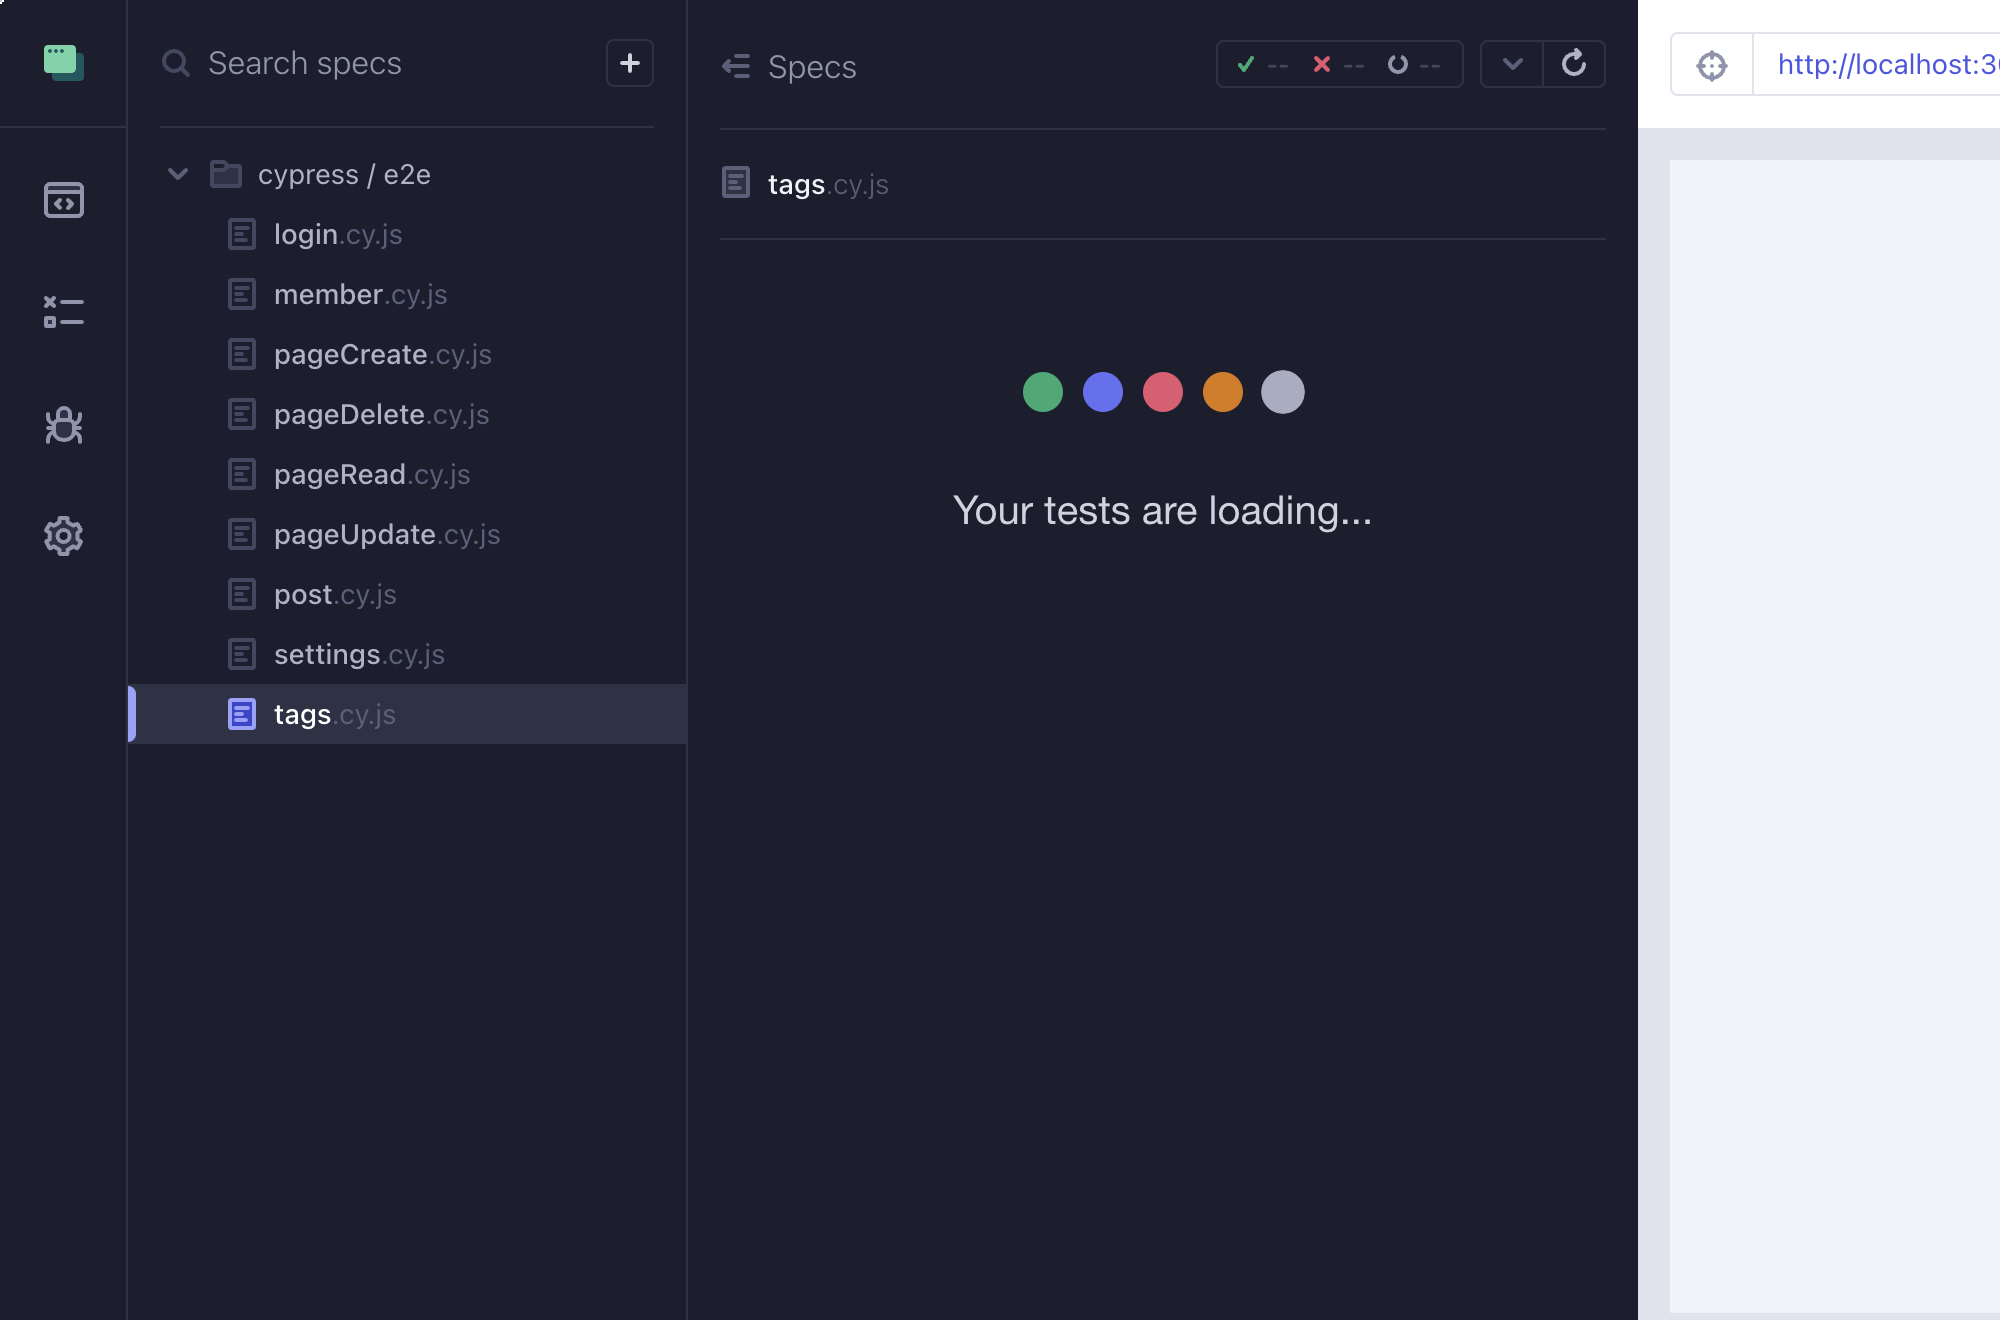 Search specs
cypress / e2e
login.cy.js
member.cy.js
pageCreate.cy.js
pageDelete.cy.js
pageRead.cy.js
pageUpdate.cy.js
post.cy.js
settings.cy.js
tags.cy.js
Specs
-- -- --
tags.cy.js
Your tests are loading...
http://localhost:3